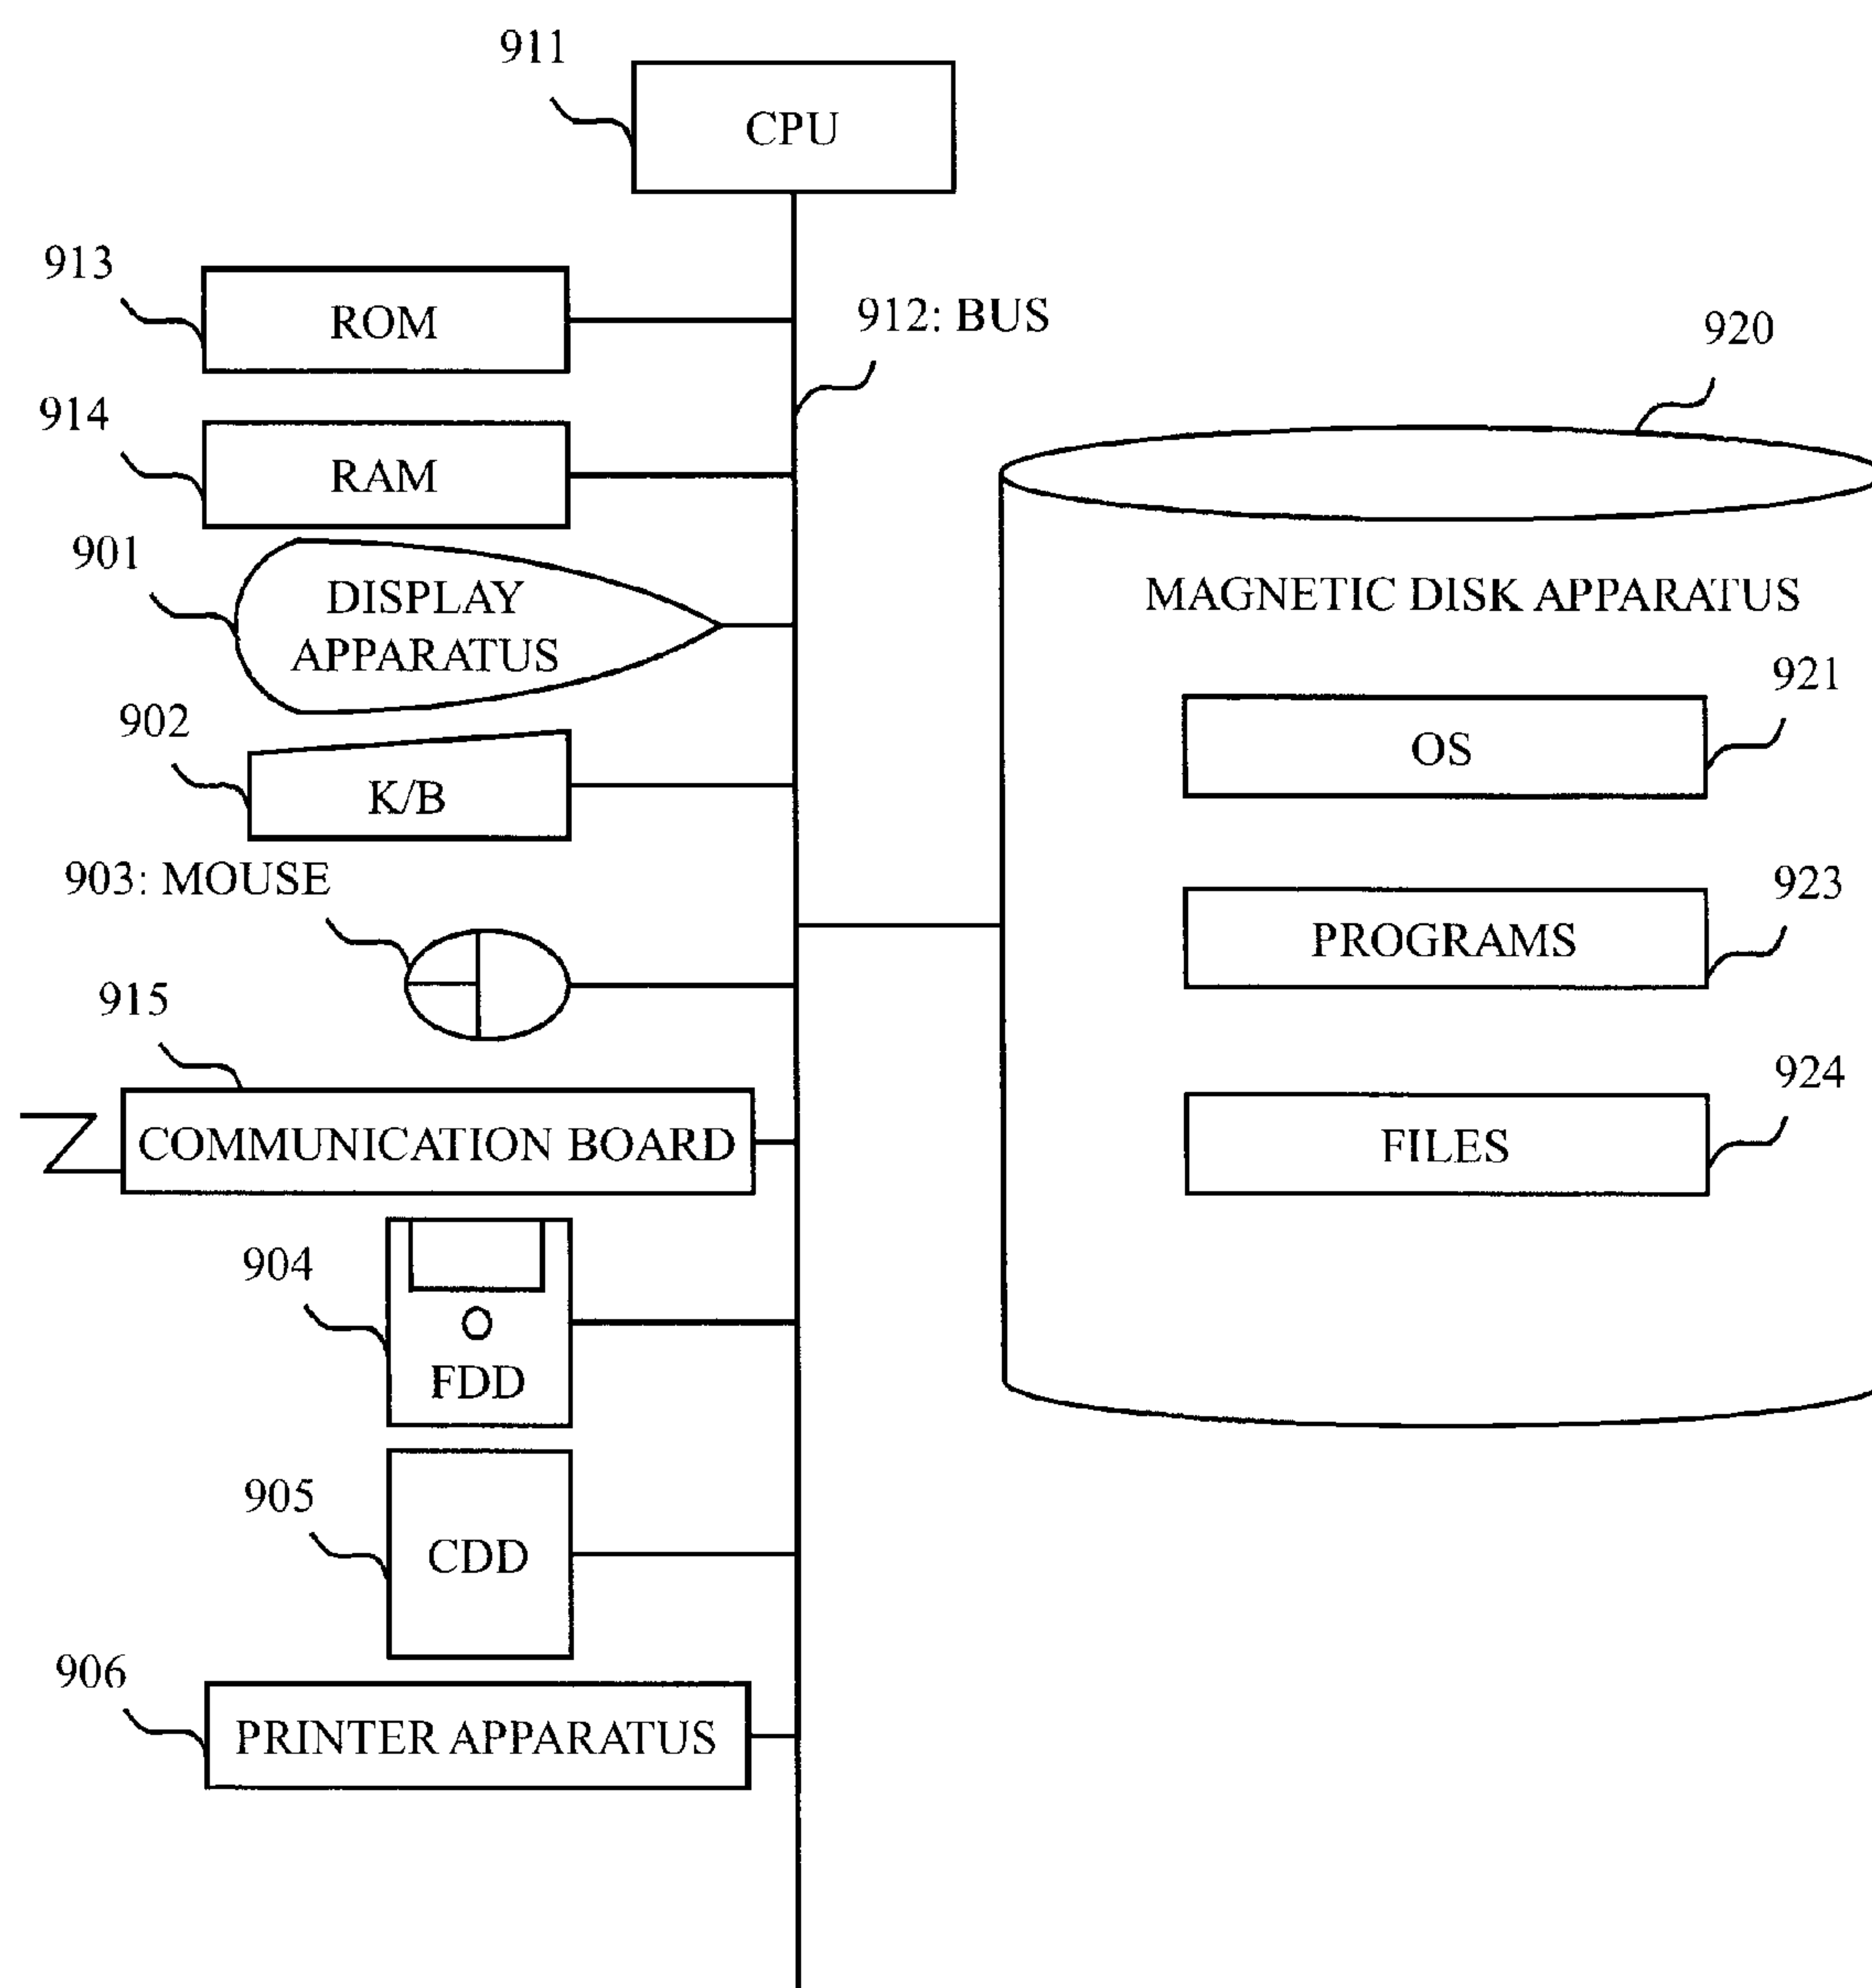 911
CPU
913
ROM
912: BUS
920
914
RAM
901
DISPLAY
APPARATUS
MAGNETIC DISK APPARATUS
902
K/B
921
OS
903: MOUSE
923
PROGRAMS
915
COMMUNICATION BOARD
924
FILES
904
FDD
905
CDD
906
PRINTER APPARATUS